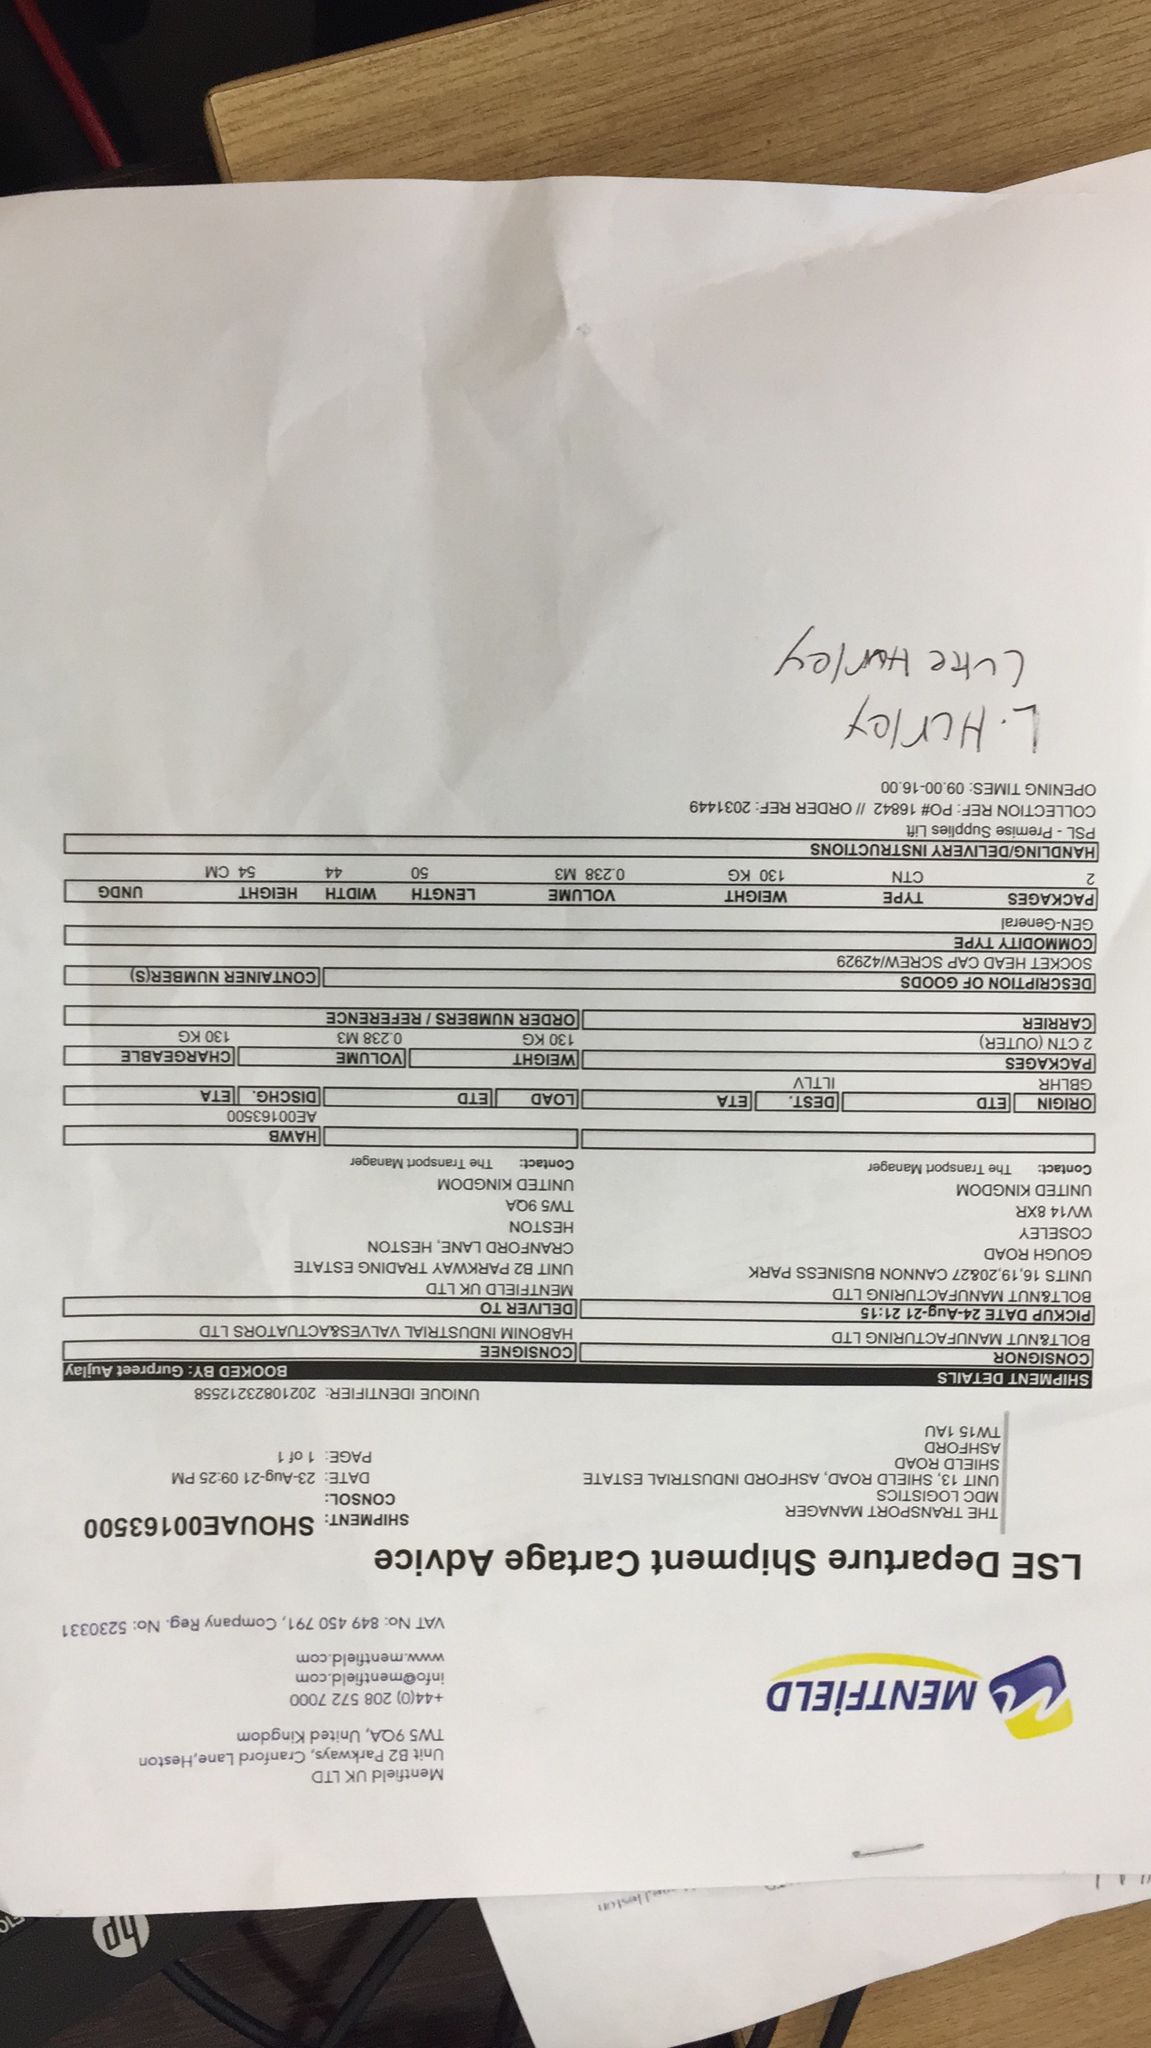 MENTFIELD
Mentfield UK LTD
Unit B2 Parkways, Cranford Lane,Heston
TW5 9QA, United Kingdom
+44(0) 208 572 7000
info@mentfield.com
www.mentfield.com
VAT No: 849 450 791, Company Reg. No: 5230331
LSE Departure Shipment Cartage Advice
THE TRANSPORT MANAGER
MDC LOGISTICS
UNIT 13, SHIELD ROAD, ASHFORD INDUSTRIAL ESTATE
SHIELD ROAD
ASHFORD
TW15 1AU
SHIPMENT: SHOUAE00163500
CONSOL:
DATE: 23-Aug-21 09:25 PM
PAGE: 1 of 1
UNIQUE IDENTIFIER: 20210823212558
SHIPMENT DETAILS BOOKED BY: Gurpreet Aujlay
CONSIGNOR CONSIGNEE
BOLT&NUT MANUFACTURING LTD HABONIM INDUSTRIAL VALVES&ACTUATORS LTD
PICKUP DATE 24-Aug-21 21:15 DELIVER TO
BOLT&NUT MANUFACTURING LTD MENTFIELD UK LTD
UNITS 16,19,20&27 CANNON BUSINESS PARK UNIT B2 PARKWAY TRADING ESTATE
GOUGH ROAD CRANFORD LANE, HESTON
COSELEY HESTON
WV14 8XR TW5 9QA
UNITED KINGDOM UNITED KINGDOM
Contact: The Transport Manager Contact: The Transport Manager
HAWB
AE00163500
ORIGIN ETD DEST. ETA LOAD ETD DISCHG. ETA
GBLHR ILTLV
PACKAGES WEIGHT VOLUME CHARGEABLE
2 CTN (OUTER) 130 KG 0.238 M3 130 KG
CARRIER ORDER NUMBERS / REFERENCE
DESCRIPTION OF GOODS CONTAINER NUMBER(S)
SOCKET HEAD CAP SCREW/42929
COMMODITY TYPE
GEN-General
PACKAGES TYPE WEIGHT VOLUME LENGTH WIDTH HEIGHT UNDG
2 CTN 130 KG 0.238 M3 50 44 54 CM
HANDLING/DELIVERY INSTRUCTIONS
PSL - Premise Supplies Lift
COLLECTION REF: PO# 16842 // ORDER REF: 2031449
OPENING TIMES: 09.00-16.00
L. Hurley
Luke Hurley
hp